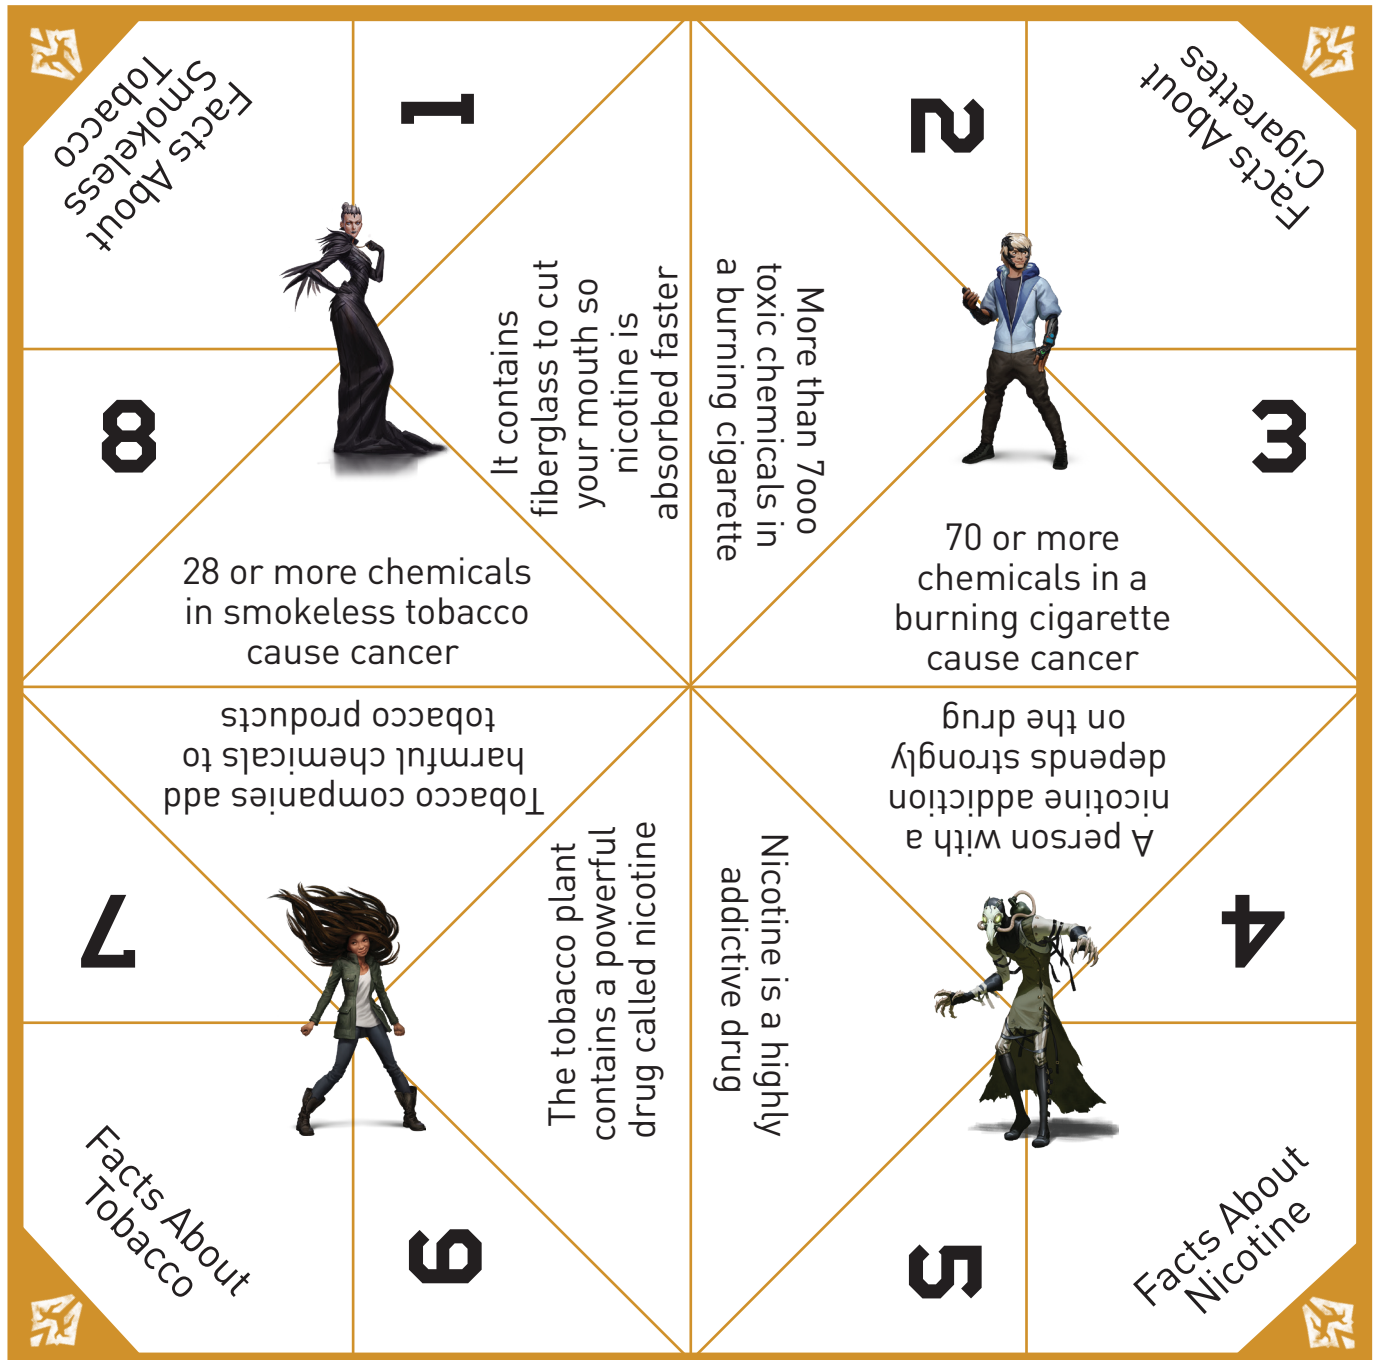 Facts About
Smokeless
Tobacco
1
2
Facts About
Cigarettes
8
It contains
fiberglass to cut
your mouth so
nicotine is
absorbed faster
More than 7ooo
toxic chemicals in
a burning cigarette
3
28 or more chemicals
in smokeless tobacco
cause cancer
70 or more
chemicals in a
burning cigarette
cause cancer
Tobacco companies add
harmful chemicals to
tobacco products
A person with a
nicotine addiction
depends strongly
on the drug
7
The tobacco plant
contains a powerful
drug called nicotine
Nicotine is a highly
addictive drug
4
Facts About
Tobacco
6
5
Facts About
Nicotine